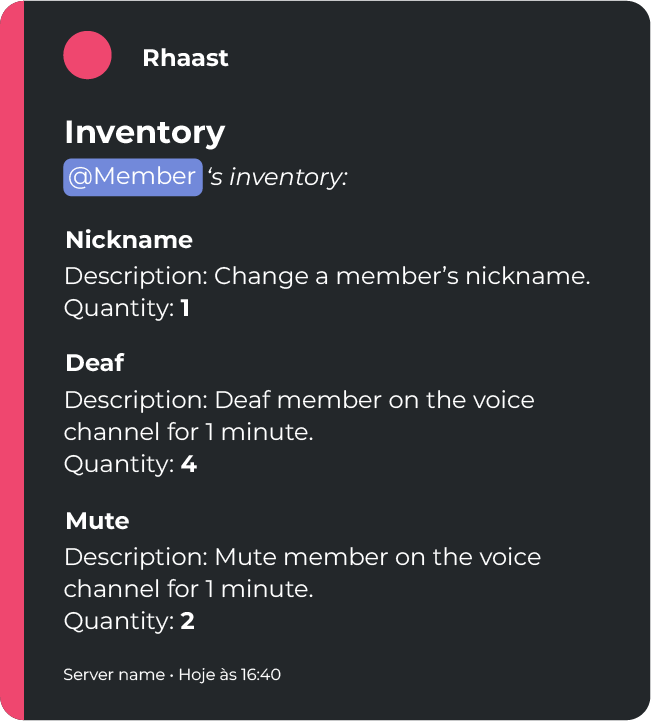 Rhaast
Inventory
@Member ‘s inventory:
Nickname
Description: Change a member’s nickname.
Quantity: 1
Deaf
Description: Deaf member on the voice
channel for 1 minute.
Quantity: 4
Mute
Description: Mute member on the voice
channel for 1 minute.
Quantity: 2
Server name • Hoje às 16:40